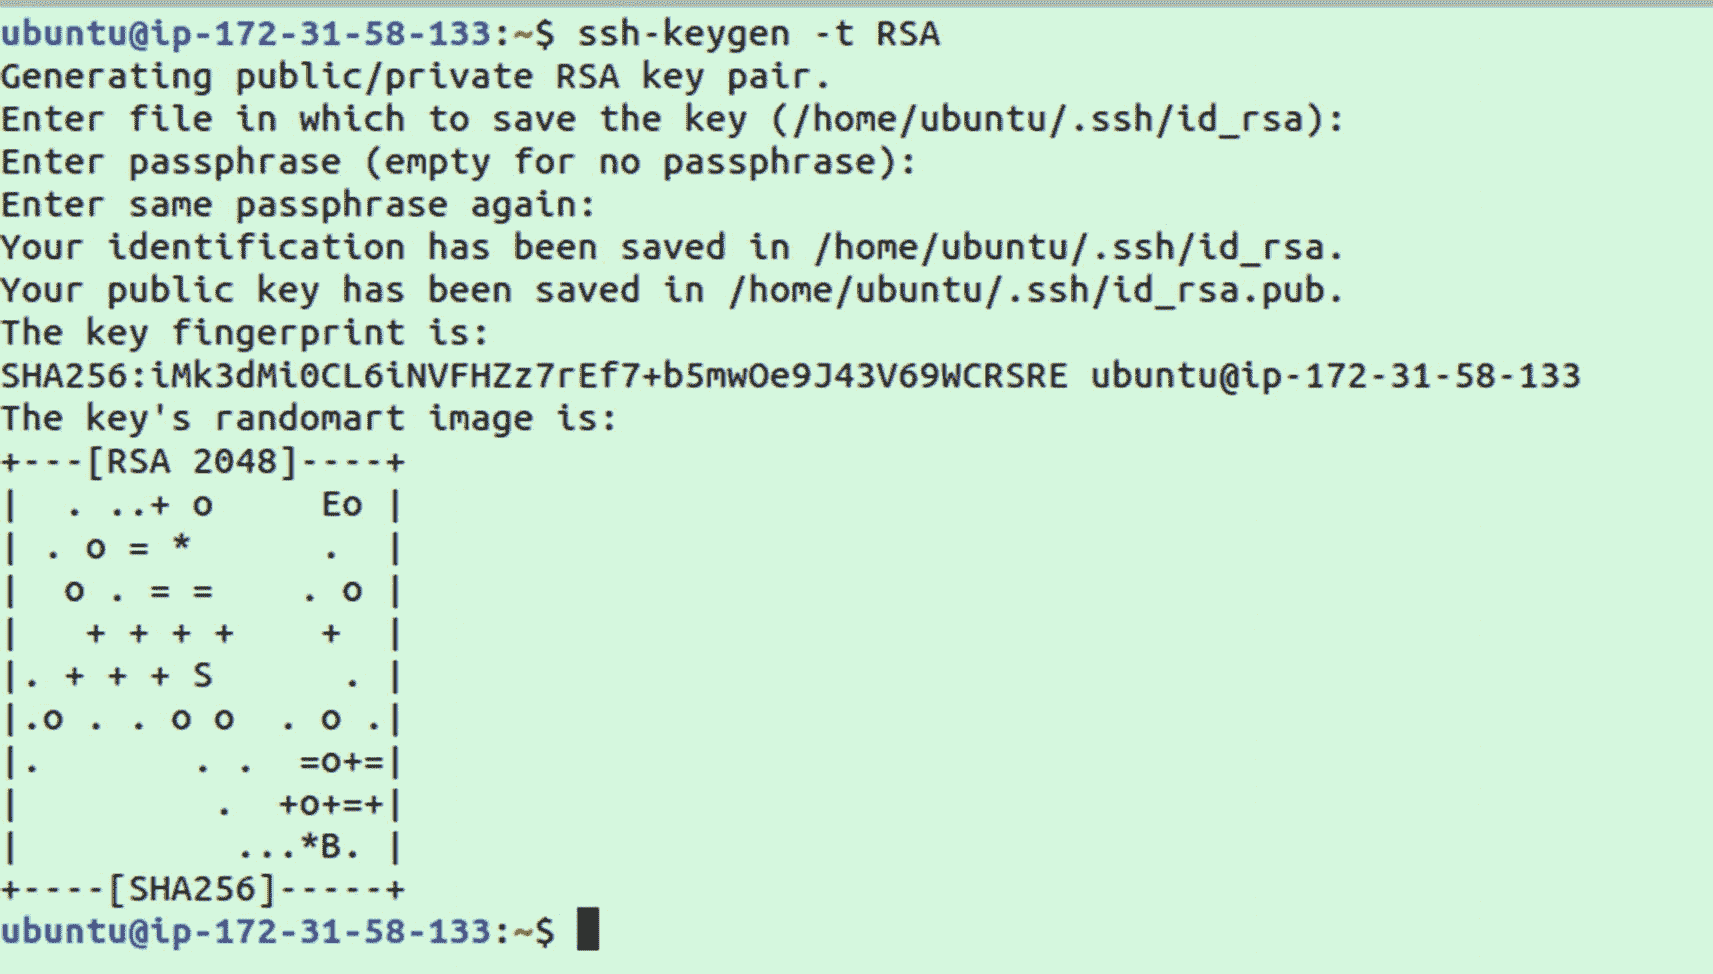 ubuntu@ip-172-31-58-133:~$ ssh-keygen -t RSA
Generating public/private RSA key pair.
Enter file in which to save the key (/home/ubuntu/.ssh/id_rsa):
Enter passphrase (empty for no passphrase):
Enter same passphrase again:
Your identification has been saved in /home/ubuntu/.ssh/id_rsa.
Your public key has been saved in /home/ubuntu/.ssh/id_rsa.pub.
The key fingerprint is:
SHA256:iMk3dMi0CL6iNVFHZz7rEf7+b5mwOe9J43V69WCRSRE ubuntu@ip-172-31-58-133
The key's randomart image is:
+---[RSA 2048]----+
|  . ..+ o     Eo |
| . o = *      .  |
|  o . = =    . o |
|   + + + +    +  |
|. + + + S      . |
|.o . . o o  . o .|
|.       . .  =o+=|
|         .  +o+=+|
|          ...*B. |
+----[SHA256]-----+
ubuntu@ip-172-31-58-133:~$